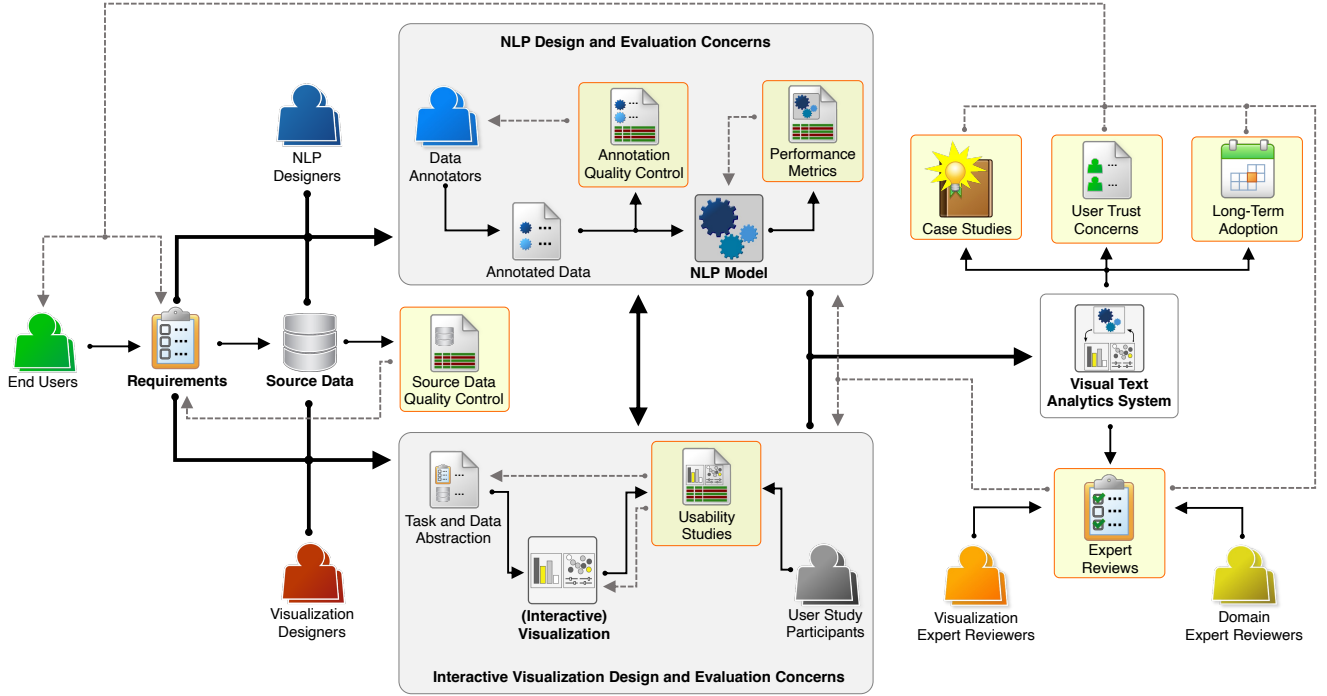 NLP Design and Evaluation Concerns
NLP
Designers
Data
Annotators
Annotation
Quality Control
Performance
Metrics
Annotated Data
NLP Model
Case Studies
User Trust
Concerns
Long-Term
Adoption
End Users
Requirements
Source Data
Source Data
Quality Control
Visual Text
Analytics System
Task and Data
Abstraction
Usability
Studies
(Interactive)
Visualization
User Study
Participants
Expert
Reviews
Visualization
Designers
Visualization
Expert Reviewers
Domain
Expert Reviewers
Interactive Visualization Design and Evaluation Concerns